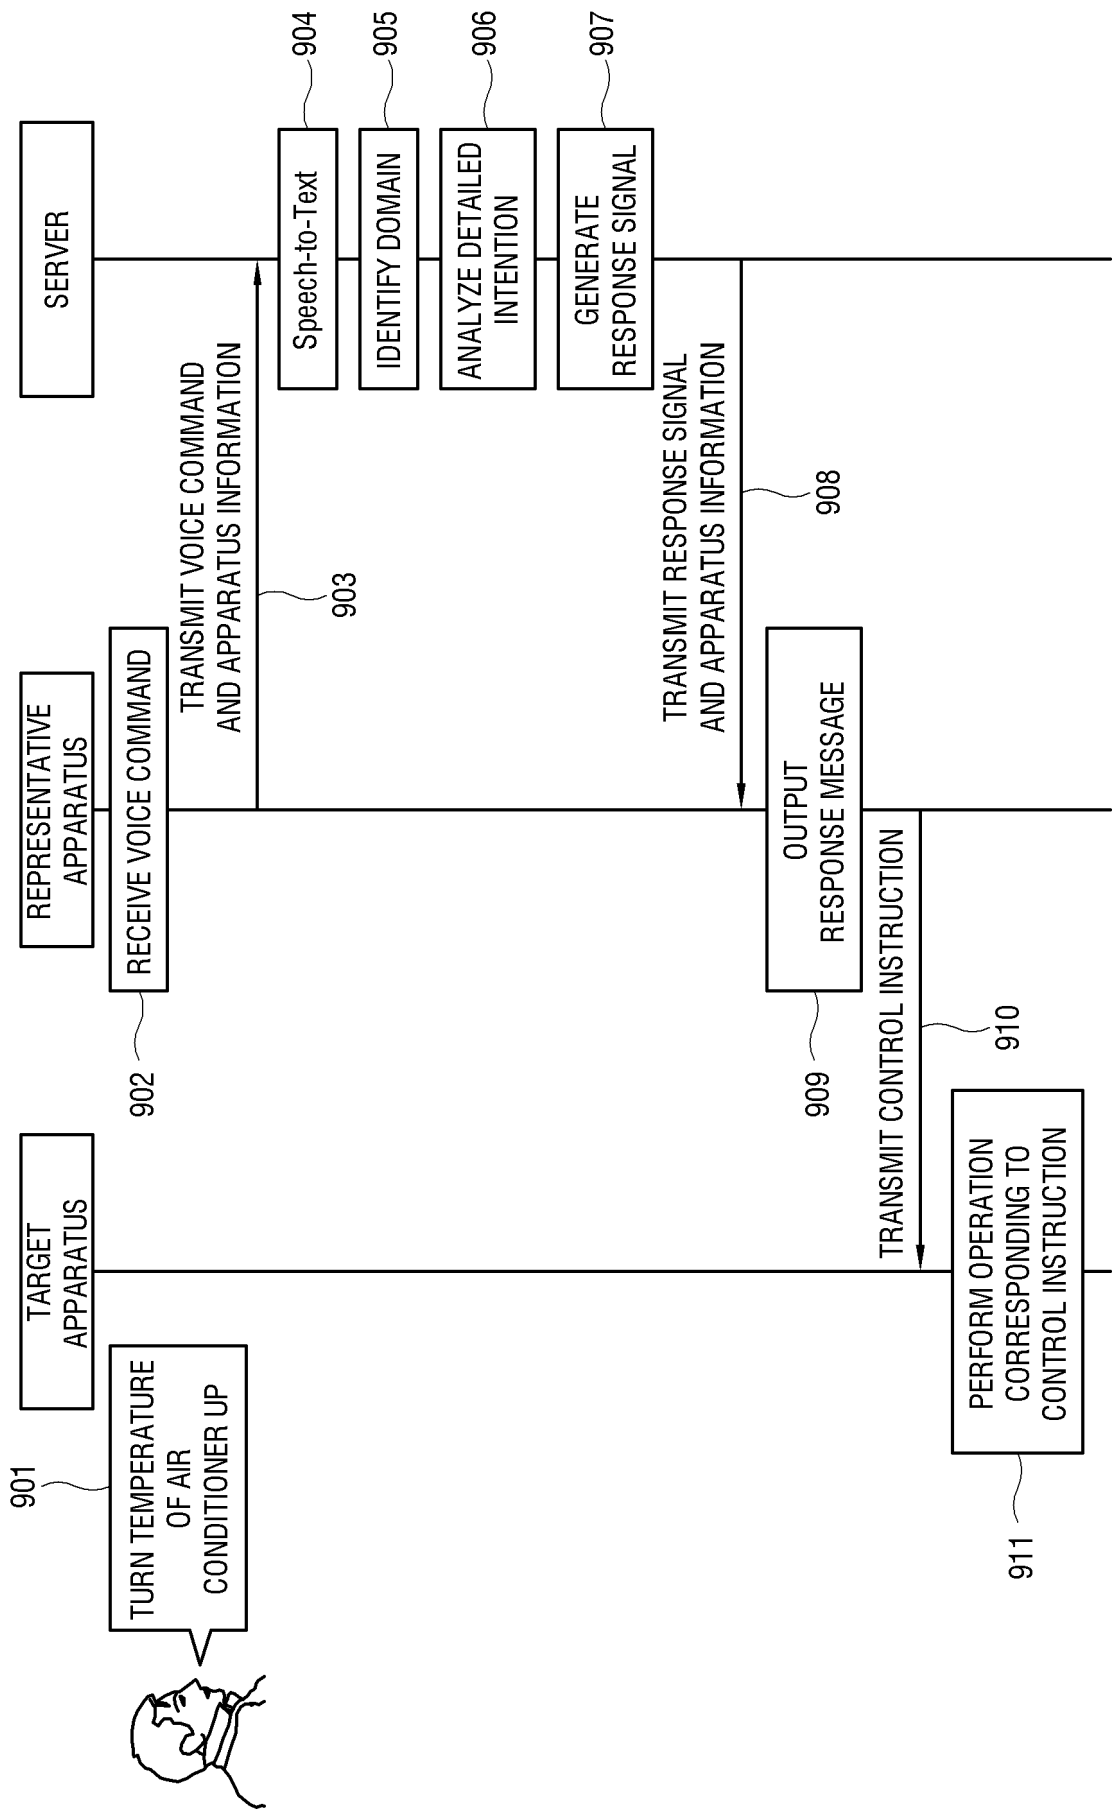 901
TURN TEMPERATURE
OF AIR
CONDITIONER UP
TARGET
APPARATUS
REPRESENTATIVE
APPARATUS
SERVER
902
RECEIVE VOICE COMMAND
TRANSMIT VOICE COMMAND
AND APPARATUS INFORMATION
903
Speech-to-Text
904
IDENTIFY DOMAIN
905
ANALYZE DETAILED
INTENTION
906
GENERATE
RESPONSE SIGNAL
907
TRANSMIT RESPONSE SIGNAL
AND APPARATUS INFORMATION
908
909
OUTPUT
RESPONSE MESSAGE
TRANSMIT CONTROL INSTRUCTION
910
911
PERFORM OPERATION
CORRESPONDING TO
CONTROL INSTRUCTION